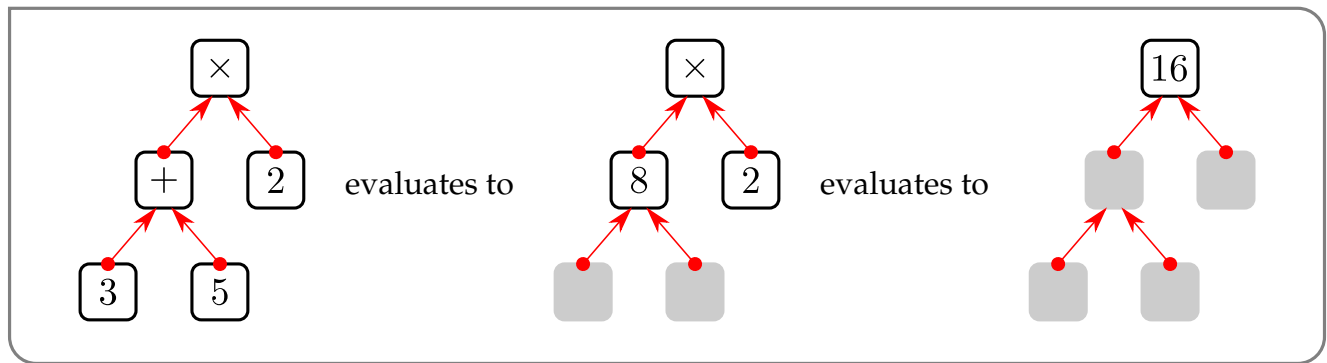 × × 16
+ 2 evaluates to 8 2 evaluates to
3 5